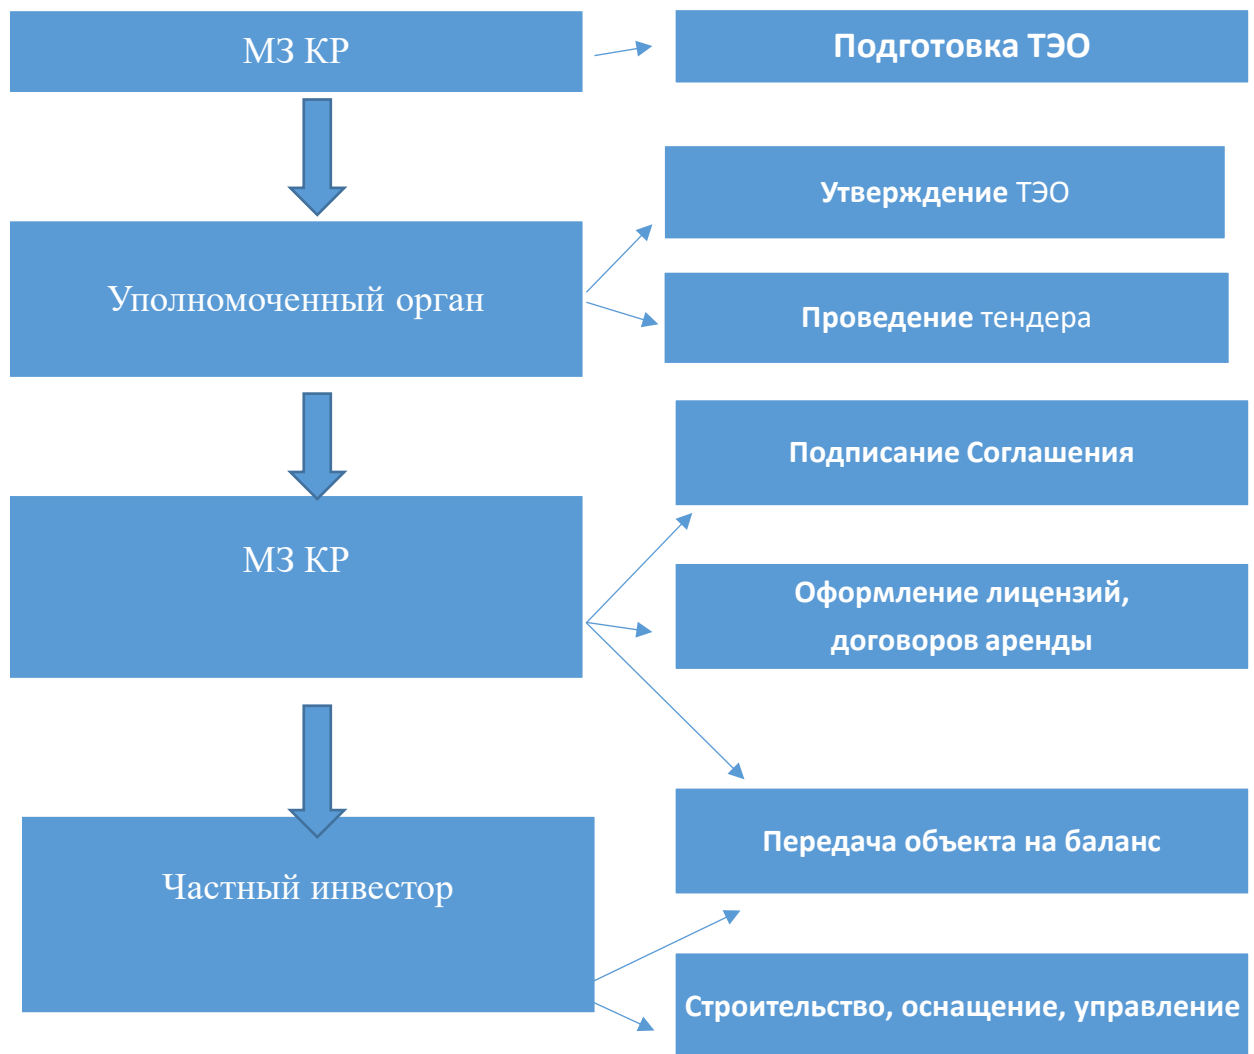 МЗ КР
Подготовка ТЭО
Утверждение ТЭО
Уполномоченный орган
Проведение тендера
Подписание Соглашения
МЗ КР
Оформление лицензий,
договоров аренды
Передача объекта на баланс
Частный инвестор
Строительство, оснащение, управление